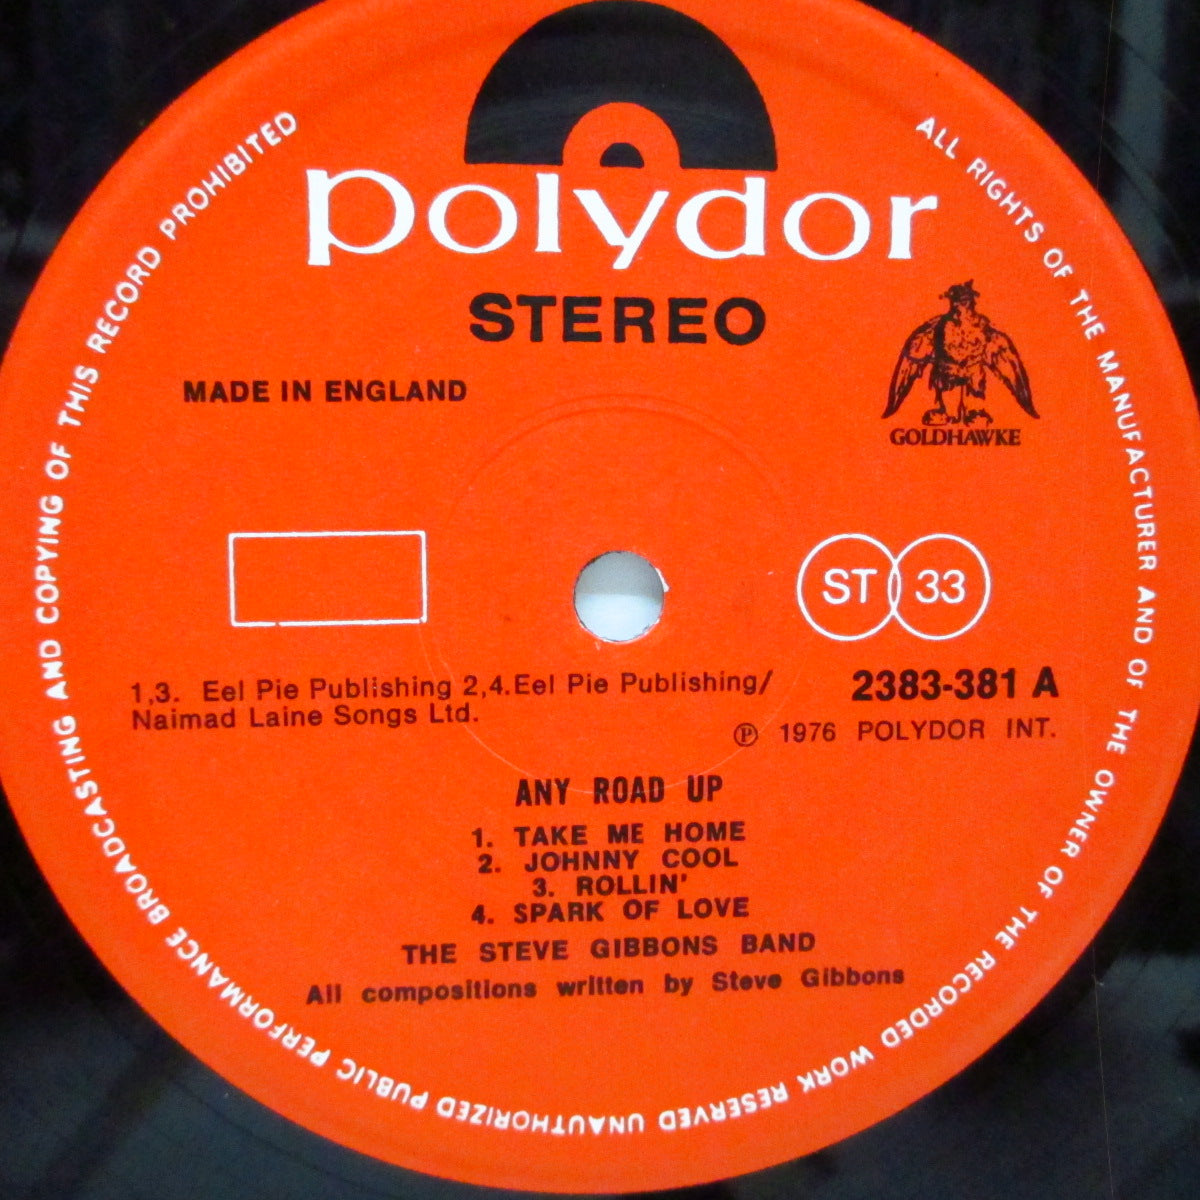 polydor
STEREO
MADE IN ENGLAND
GOLDHAWKE
ST 33
1,3. Eel Pie Publishing 2,4.Eel Pie Publishing/
Naimad Laine Songs Ltd.
2383-381 A
Ⓟ 1976 POLYDOR INT.
ANY ROAD UP
1. TAKE ME HOME
2. JOHNNY COOL
3. ROLLIN'
4. SPARK OF LOVE
THE STEVE GIBBONS BAND
All compositions written by Steve Gibbons
ALL RIGHTS OF THE MANUFACTURER AND OF THE OWNER OF THE RECORDED WORK RESERVED UNAUTHORIZED PUBLIC PERFORMANCE BROADCASTING AND COPYING OF THIS RECORD PROHIBITED